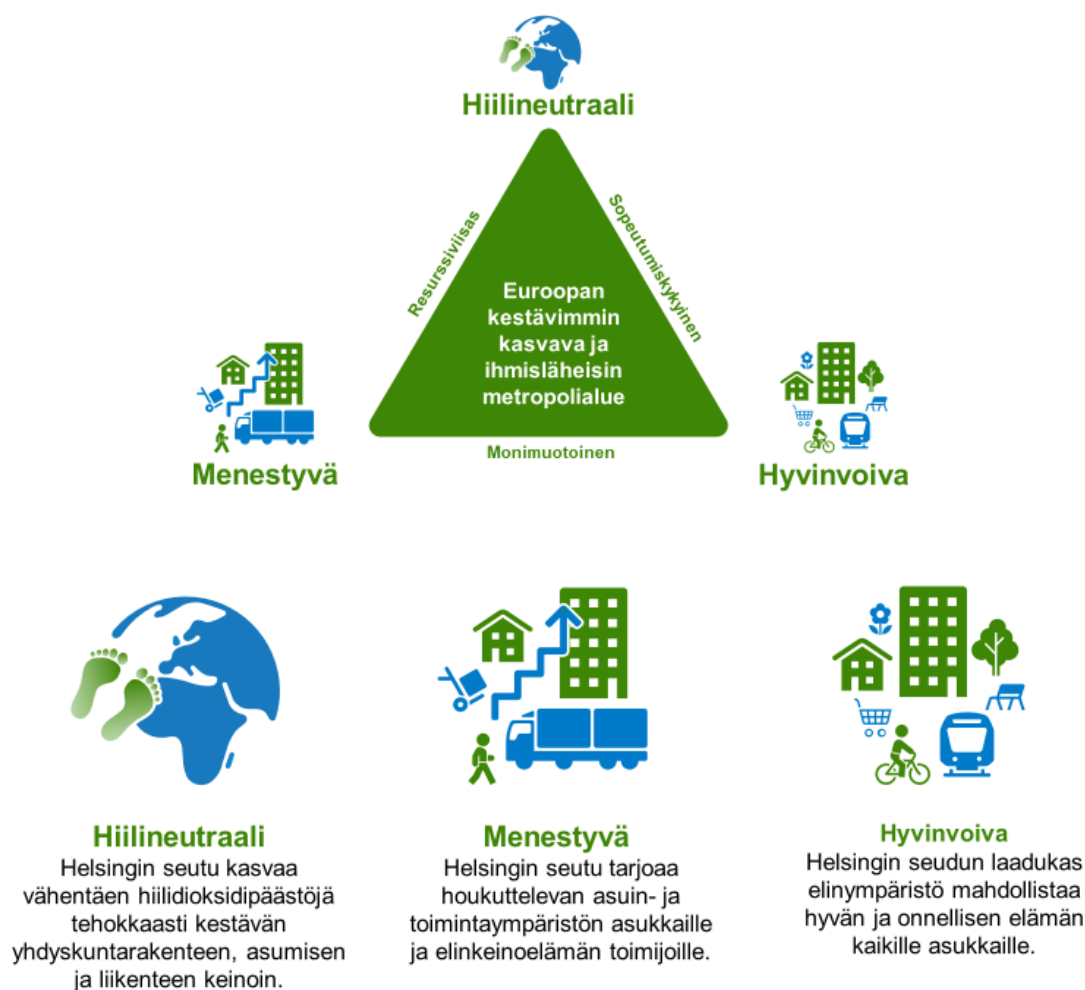 Hiilineutraali
Resurssiviisas
Sopeutumiskykyinen
Euroopan
kestävimmin
kasvava ja
ihmisläheisin
metropolialue
Monimuotoinen
Menestyvä
Hyvinvoiva
Hiilineutraali
Helsingin seutu kasvaa
vähentäen hiilidioksidipäästöjä
tehokkaasti kestävän
yhdyskuntarakenteen, asumisen
ja liikenteen keinoin.
Menestyvä
Helsingin seutu tarjoaa
houkuttelevan asuin- ja
toimintaympäristön asukkaille
ja elinkeinoelämän toimijoille.
Hyvinvoiva
Helsingin seudun laadukas
elinympäristö mahdollistaa
hyvän ja onnellisen elämän
kaikille asukkaille.